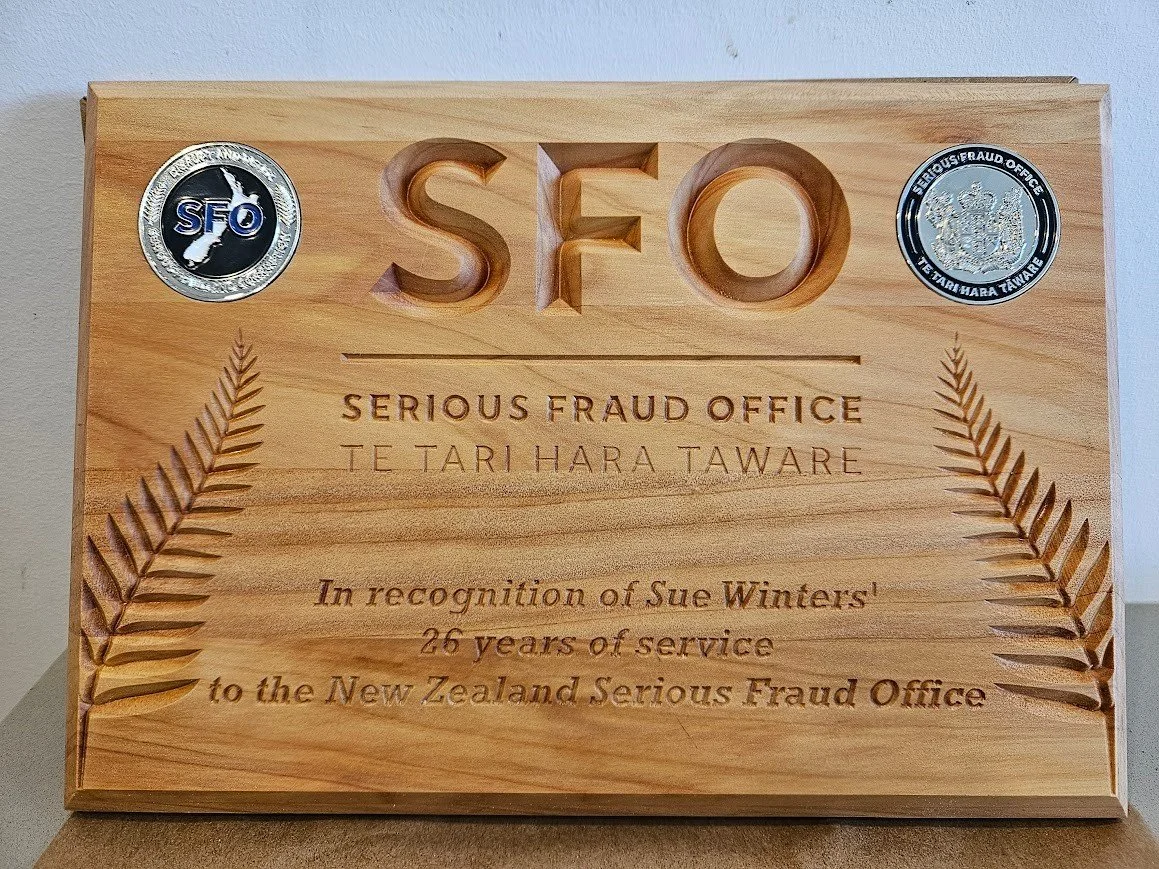 SFO
SFO
SERIOUS FRAUD OFFICE
TE TARI HARA TĀWARE
SERIOUS FRAUD OFFICE
TE TARI HARA TAWARE
In recognition of Sue Winters'
26 years of service
to the New Zealand Serious Fraud Office